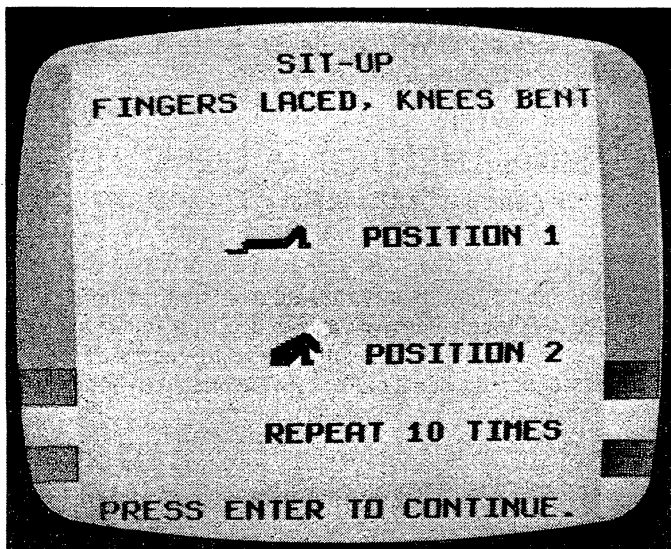 SIT-UP
FINGERS LACED, KNEES BENT
POSITION 1
POSITION 2
REPEAT 10 TIMES
PRESS ENTER TO CONTINUE.